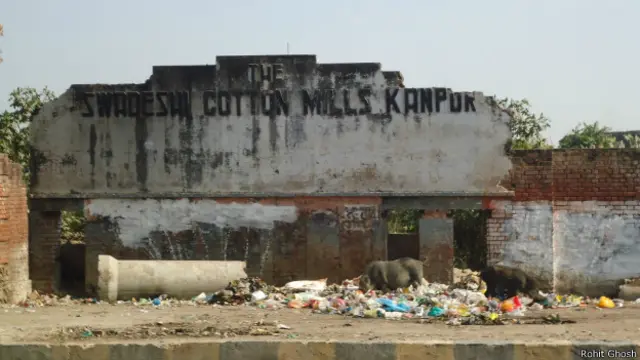 THE
SWADESHI COTTON MILLS KANPUR
Rohit Ghosh